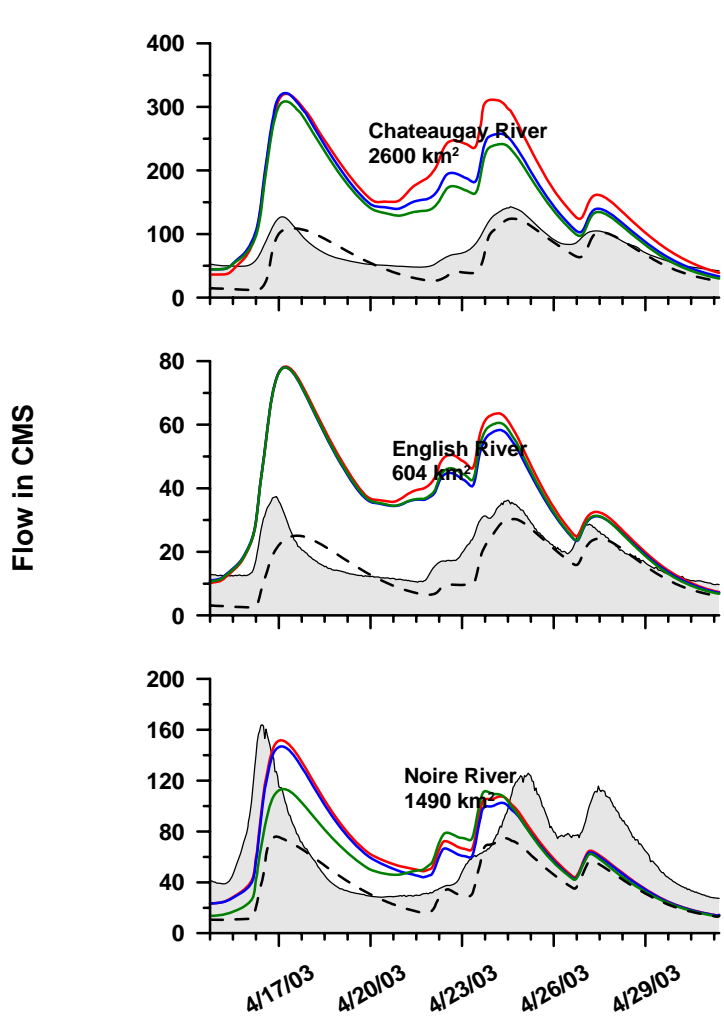 400
300
200
100
0
Chateaugay River
2600 km²
80
60
40
20
0
English River
604 km²
Flow in CMS
200
160
120
80
40
0
Noire River
1490 km²
4/17/03 4/20/03 4/23/03 4/26/03 4/29/03